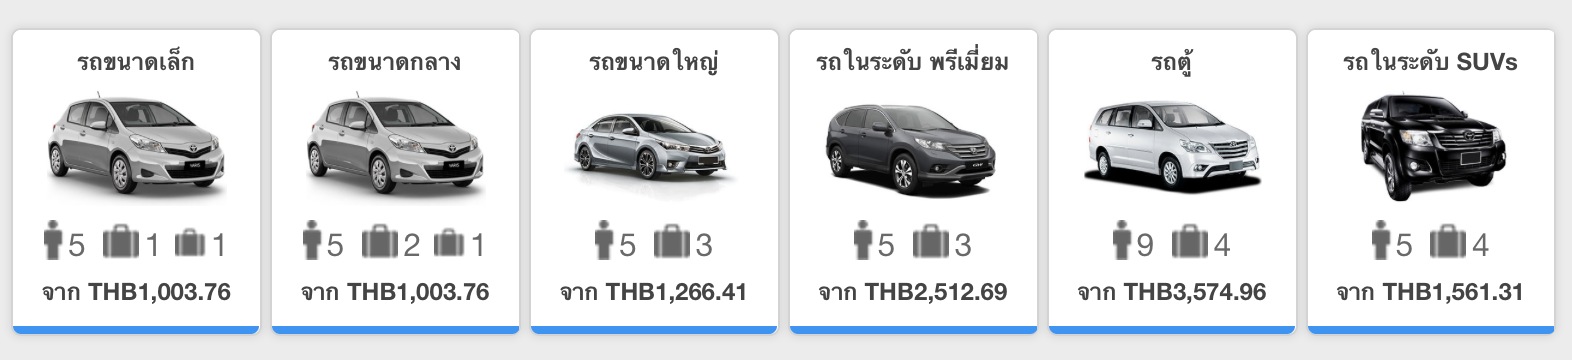 รถขนาดเล็ก
5 1 1
จาก THB1,003.76
รถขนาดกลาง
5 2 1
จาก THB1,003.76
รถขนาดใหญ่
5 3
จาก THB1,266.41
รถในระดับ พรีเมี่ยม
5 3
จาก THB2,512.69
รถตู้
9 4
จาก THB3,574.96
รถในระดับ SUVs
5 4
จาก THB1,561.31